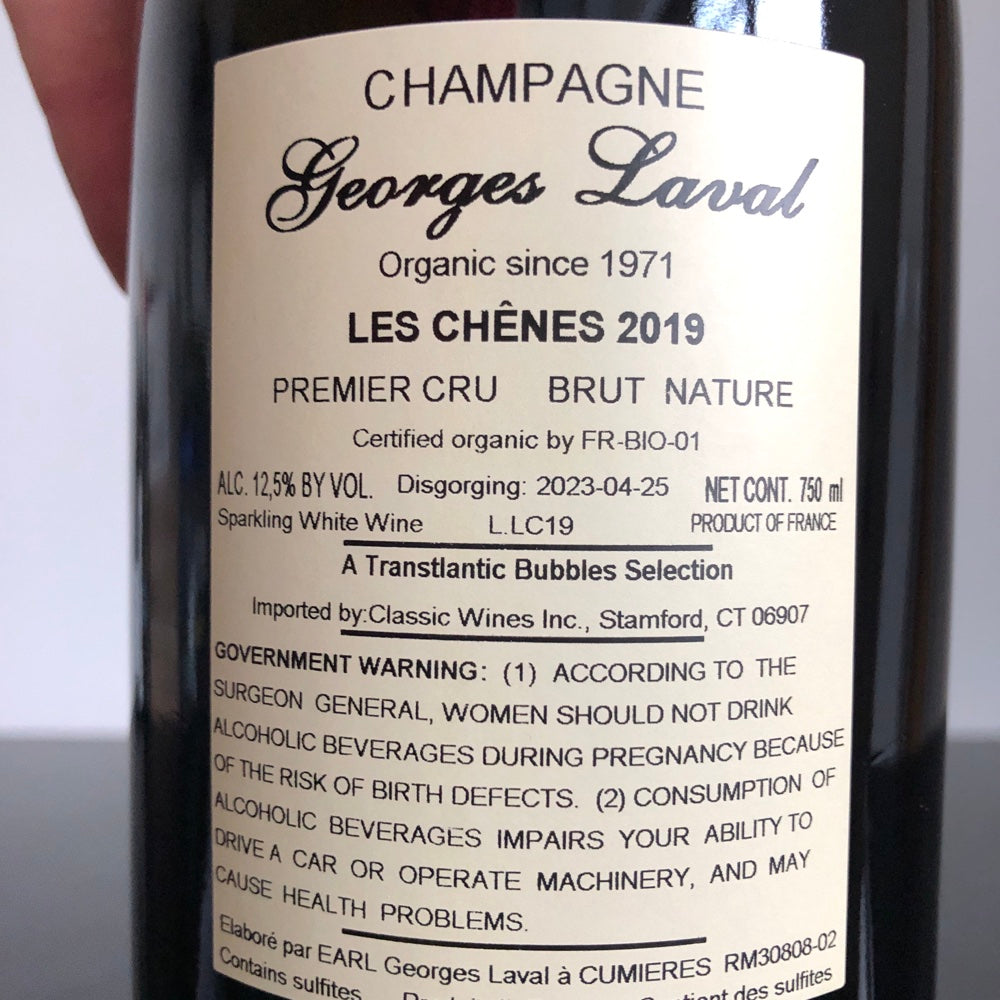 CHAMPAGNE
Georges Laval
Organic since 1971
LES CHÊNES 2019
PREMIER CRU BRUT NATURE
Certified organic by FR-BIO-01
ALC. 12,5% BY VOL. Disgorging: 2023-04-25 NET CONT. 750 ml
Sparkling White Wine L.LC19 PRODUCT OF FRANCE
A Transtlantic Bubbles Selection
Imported by:Classic Wines Inc., Stamford, CT 06907
GOVERNMENT WARNING: (1) ACCORDING TO THE
SURGEON GENERAL, WOMEN SHOULD NOT DRINK
ALCOHOLIC BEVERAGES DURING PREGNANCY BECAUSE
OF THE RISK OF BIRTH DEFECTS. (2) CONSUMPTION OF
ALCOHOLIC BEVERAGES IMPAIRS YOUR ABILITY TO
DRIVE A CAR OR OPERATE MACHINERY, AND MAY
CAUSE HEALTH PROBLEMS.
Elaboré par EARL Georges Laval à CUMIERES RM30808-02
Contains sulfites des sulfites